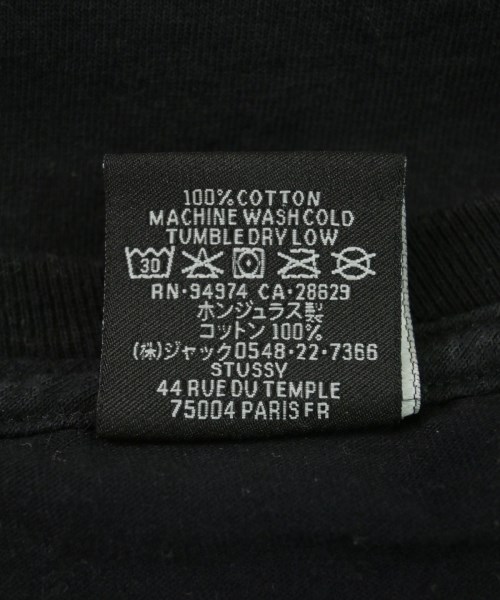 100% COTTON
MACHINE WASH COLD
TUMBLE DRY LOW
30
RN·94974 CA·28629
ホンジュラス製
コットン 100%
(株)ジャック0548·22·7366
STUSSY
44 RUE DU TEMPLE
75004 PARIS FR